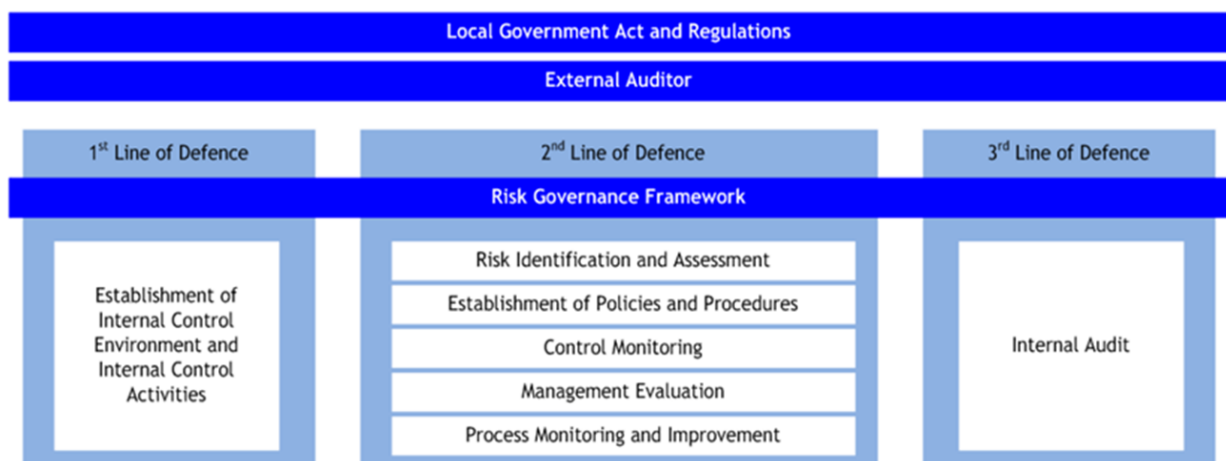 Local Government Act and Regulations
External Auditor
1st Line of Defence
2nd Line of Defence
3rd Line of Defence
Risk Governance Framework
Establishment of
Internal Control
Environment and
Internal Control
Activities
Risk Identification and Assessment
Establishment of Policies and Procedures
Control Monitoring
Management Evaluation
Process Monitoring and Improvement
Internal Audit